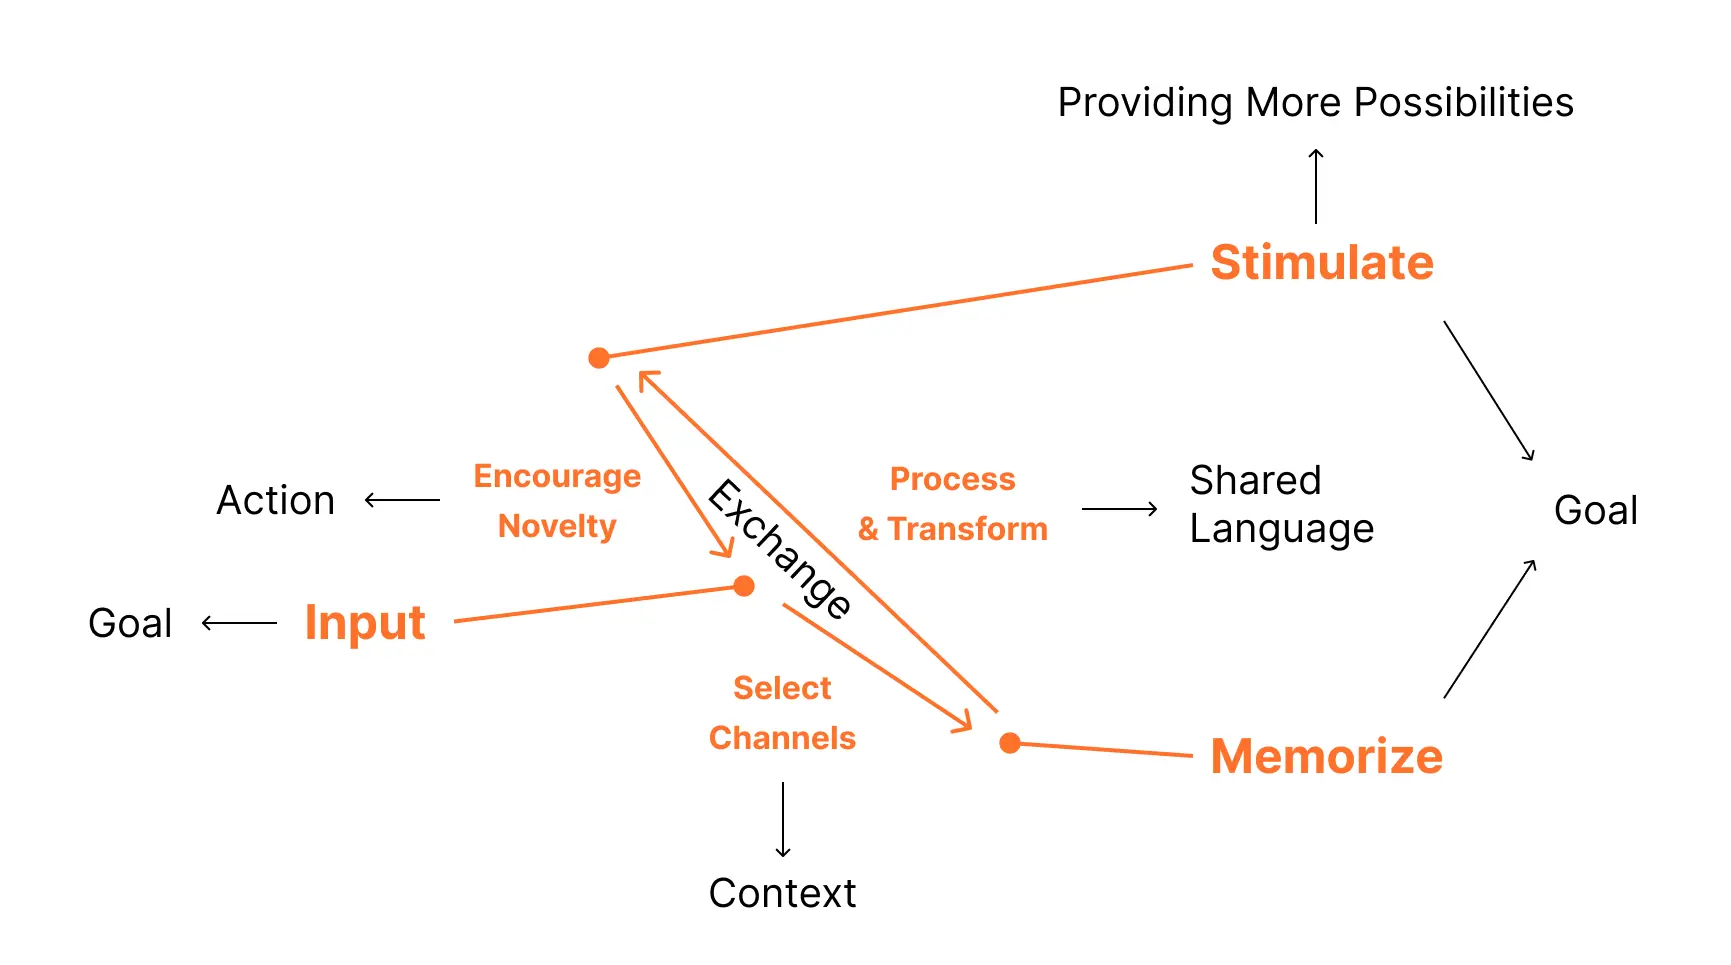 Providing More Possibilities
Stimulate
Encourage
Novelty
Action
Exchange
Process
& Transform
Shared
Language
Goal
Goal
Input
Select
Channels
Memorize
Context